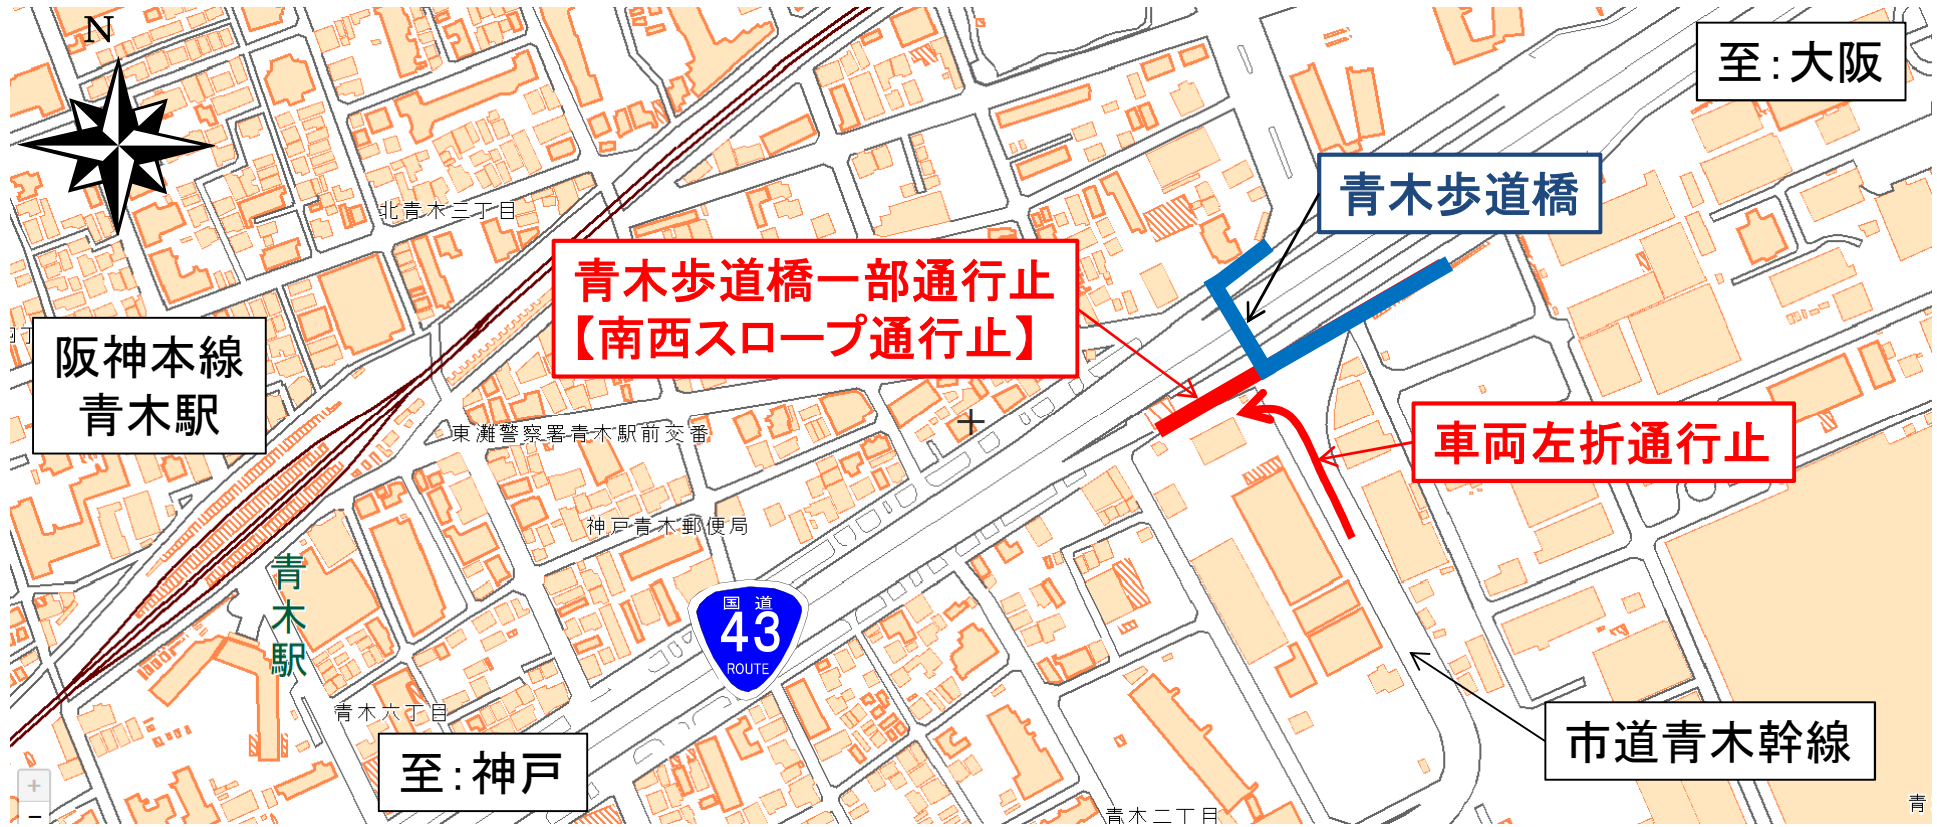 N
至：大阪
青木歩道橋
北青木三丁目
青木歩道橋一部通行止
【南西スロープ通行止】
阪神本線
青木駅
車両左折通行止
東灘警察署青木駅前交番
神戸青木郵便局
青木駅
国道
43
ROUTE
青木六丁目
市道青木幹線
至：神戸
青木二丁目
青
+
-